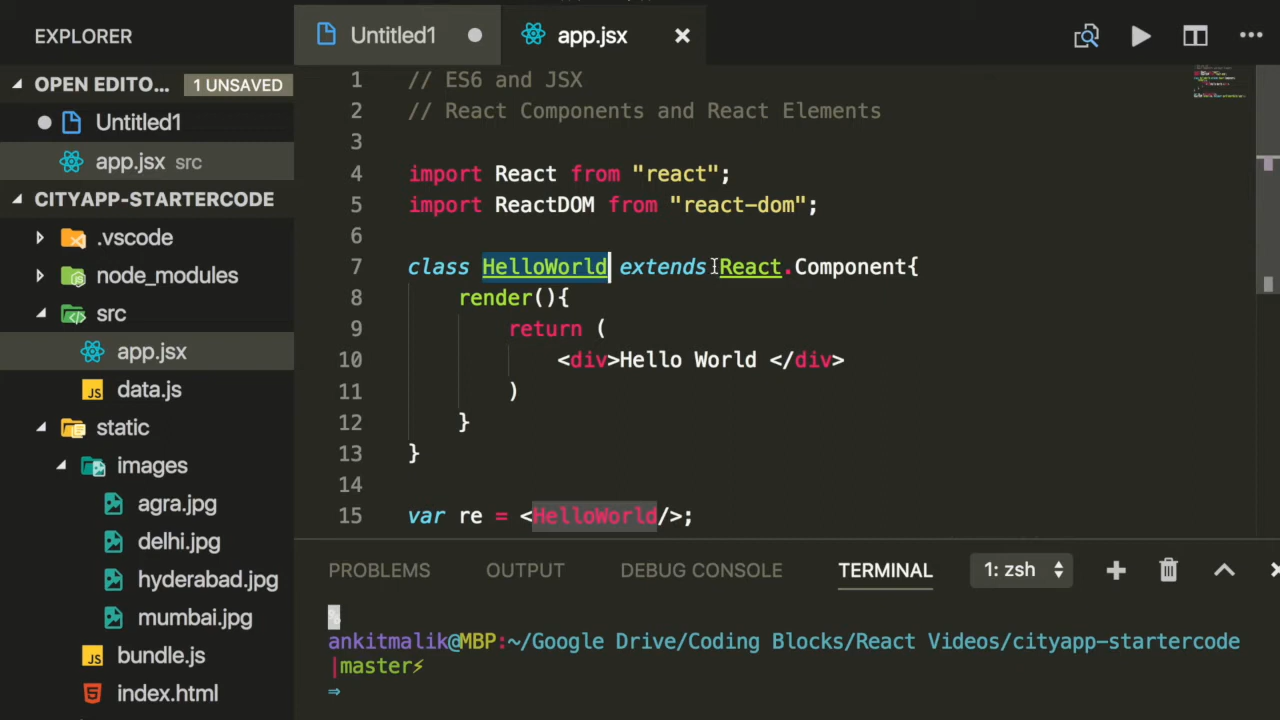 EXPLORER
OPEN EDITO... 1 UNSAVED
Untitled1
app.jsx src
CITYAPP-STARTERCODE
.vscode
node_modules
src
app.jsx
JS data.js
static
images
agra.jpg
delhi.jpg
hyderabad.jpg
mumbai.jpg
JS bundle.js
5 index.html
Untitled1
app.jsx
1 // ES6 and JSX
2 // React Components and React Elements
3
4 import React from "react";
5 import ReactDOM from "react-dom";
6
7 class HelloWorld extends React.Component{
8 render(){
9 return (
10 <div>Hello World </div>
11 )
12 }
13 }
14
15 var re = <HelloWorld/>;
PROBLEMS OUTPUT DEBUG CONSOLE TERMINAL 1: zsh
%
ankitmalik@MBP:~/Google Drive/Coding Blocks/React Videos/cityapp-startercode
|master⚡
⇒